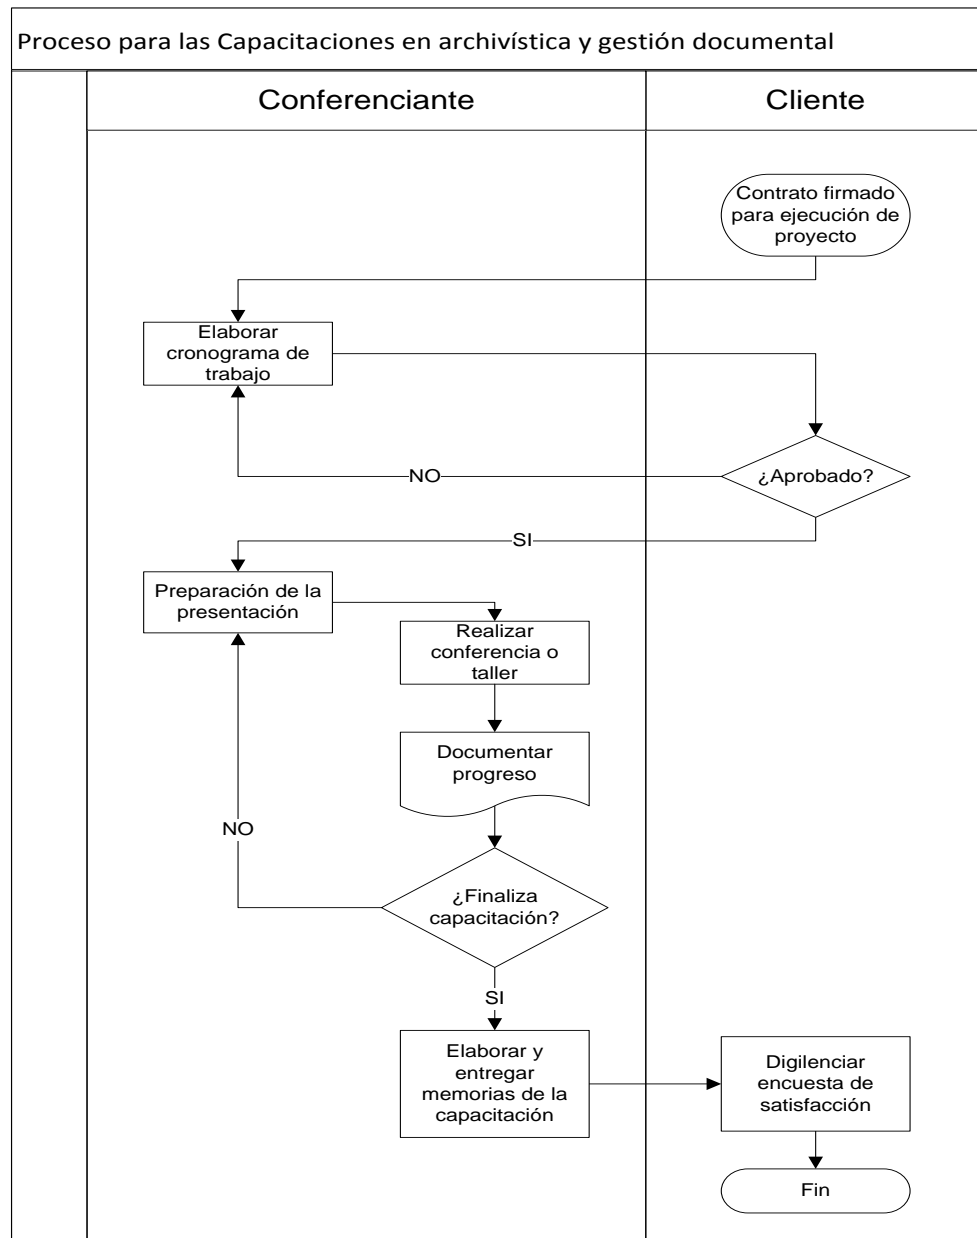 Proceso para las Capacitaciones en archivística y gestión documental
Conferenciante
Cliente
Contrato firmado
para ejecución de
proyecto
Elaborar
cronograma de
trabajo
¿Aprobado?
NO
SI
Preparación de la
presentación
Realizar
conferencia o
taller
Documentar
progreso
NO
¿Finaliza
capacitación?
SI
Elaborar y
entregar
memorias de la
capacitación
Digilenciar
encuesta de
satisfacción
Fin